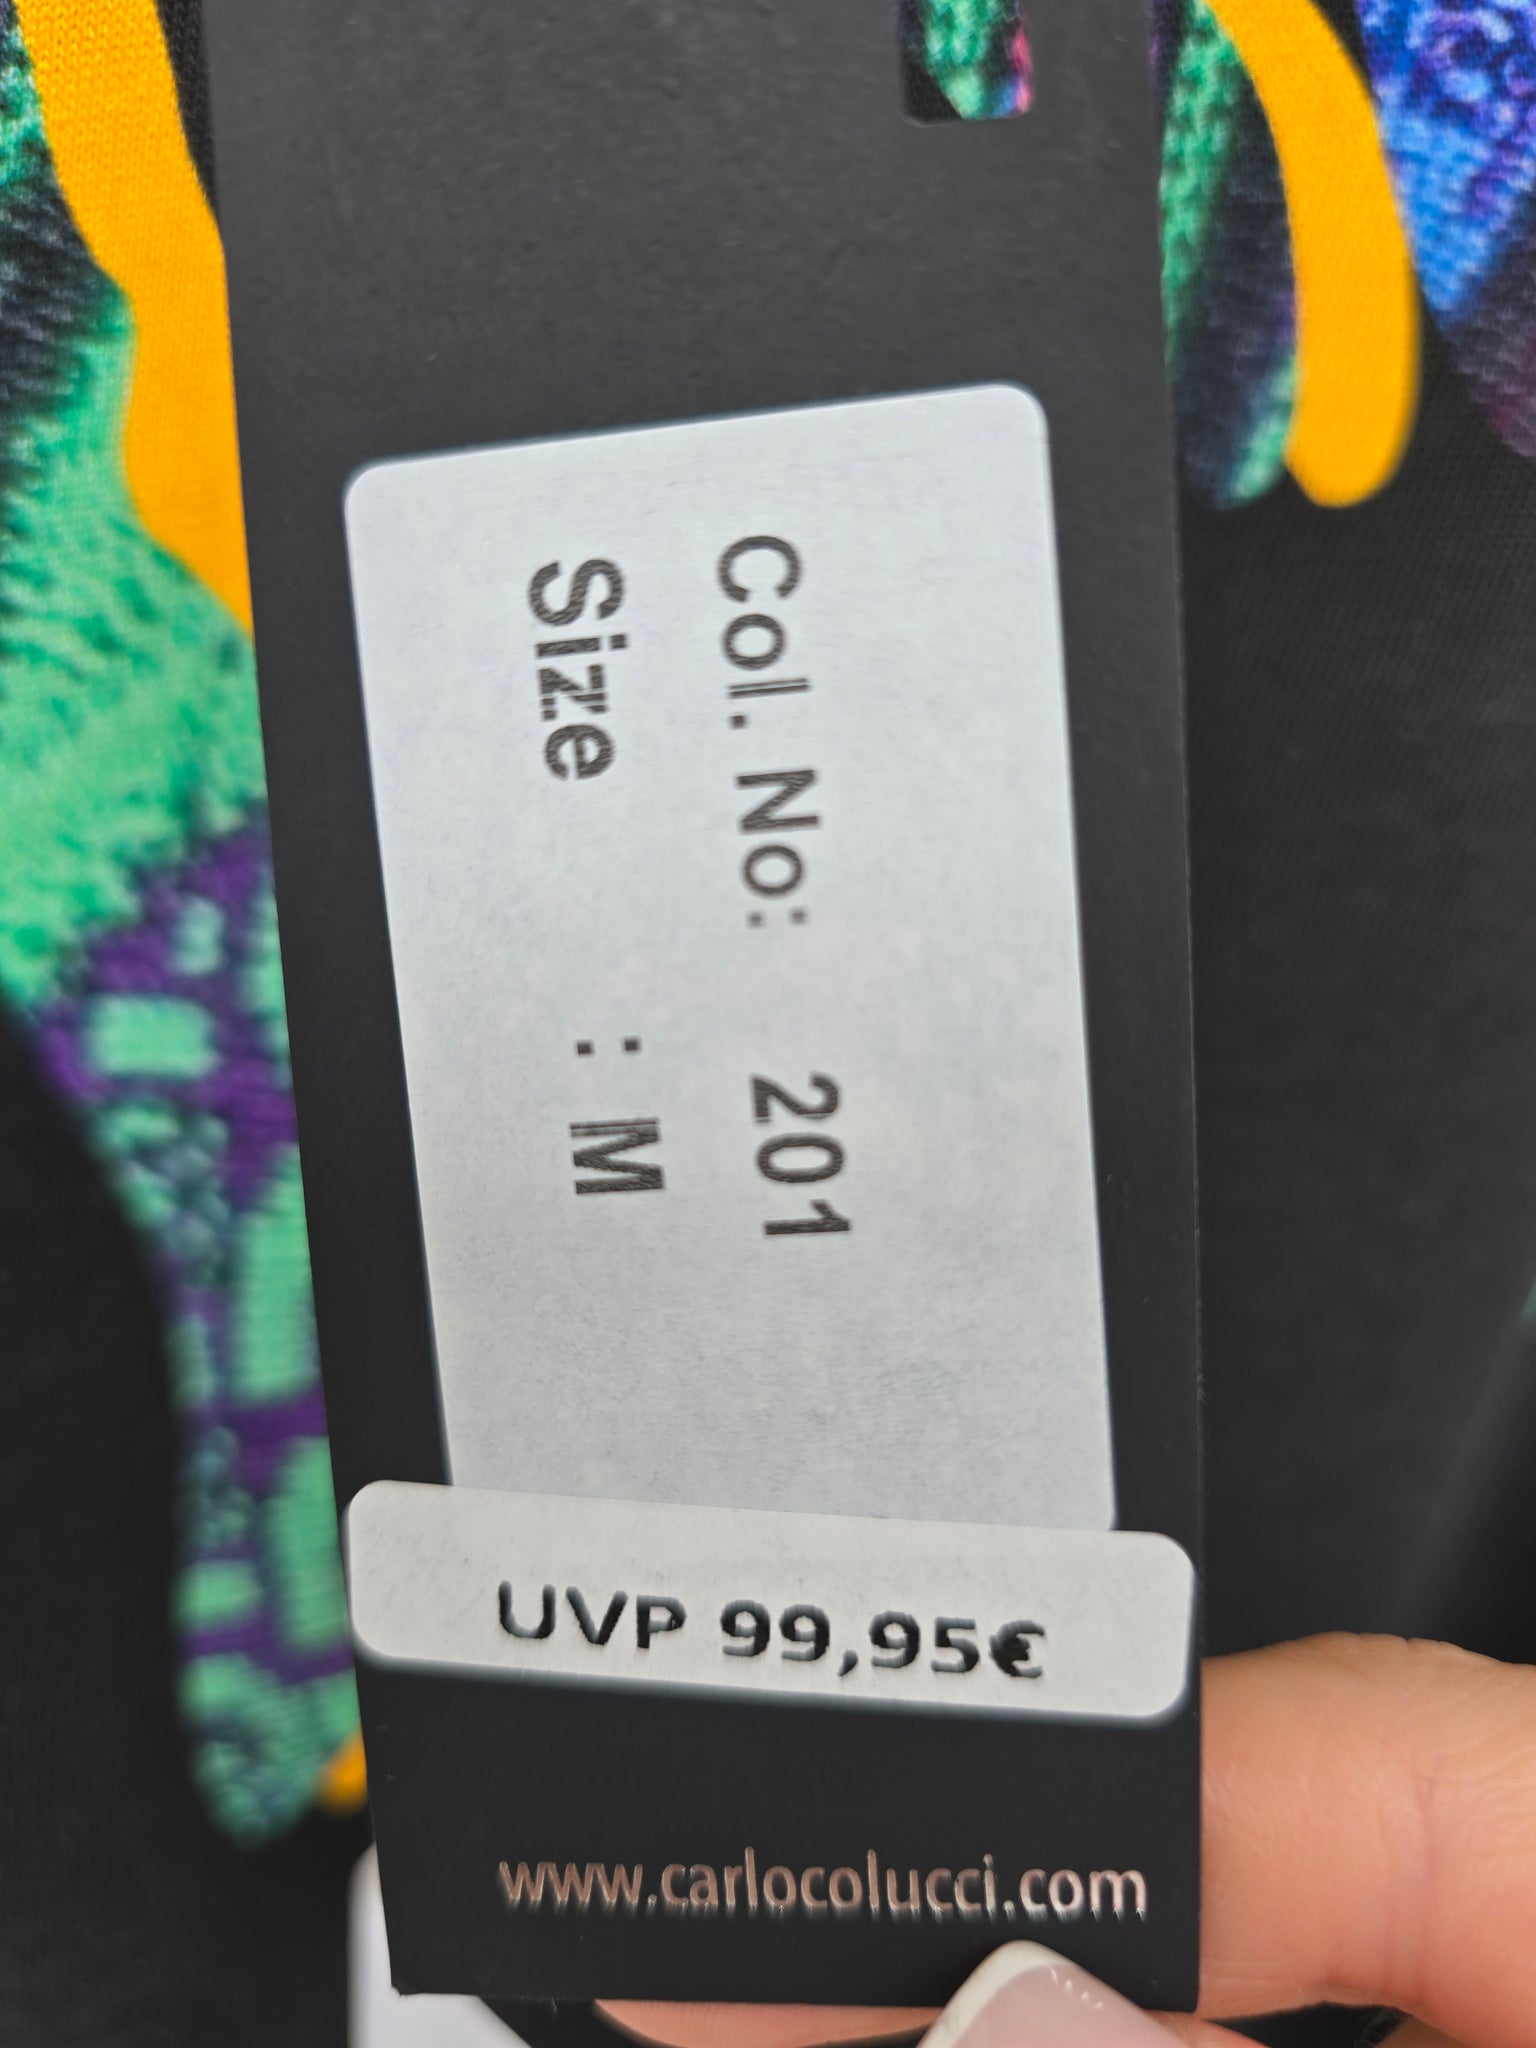 Col. No: 201
Size : M
UVP 99,95€
www.carlocolucci.com